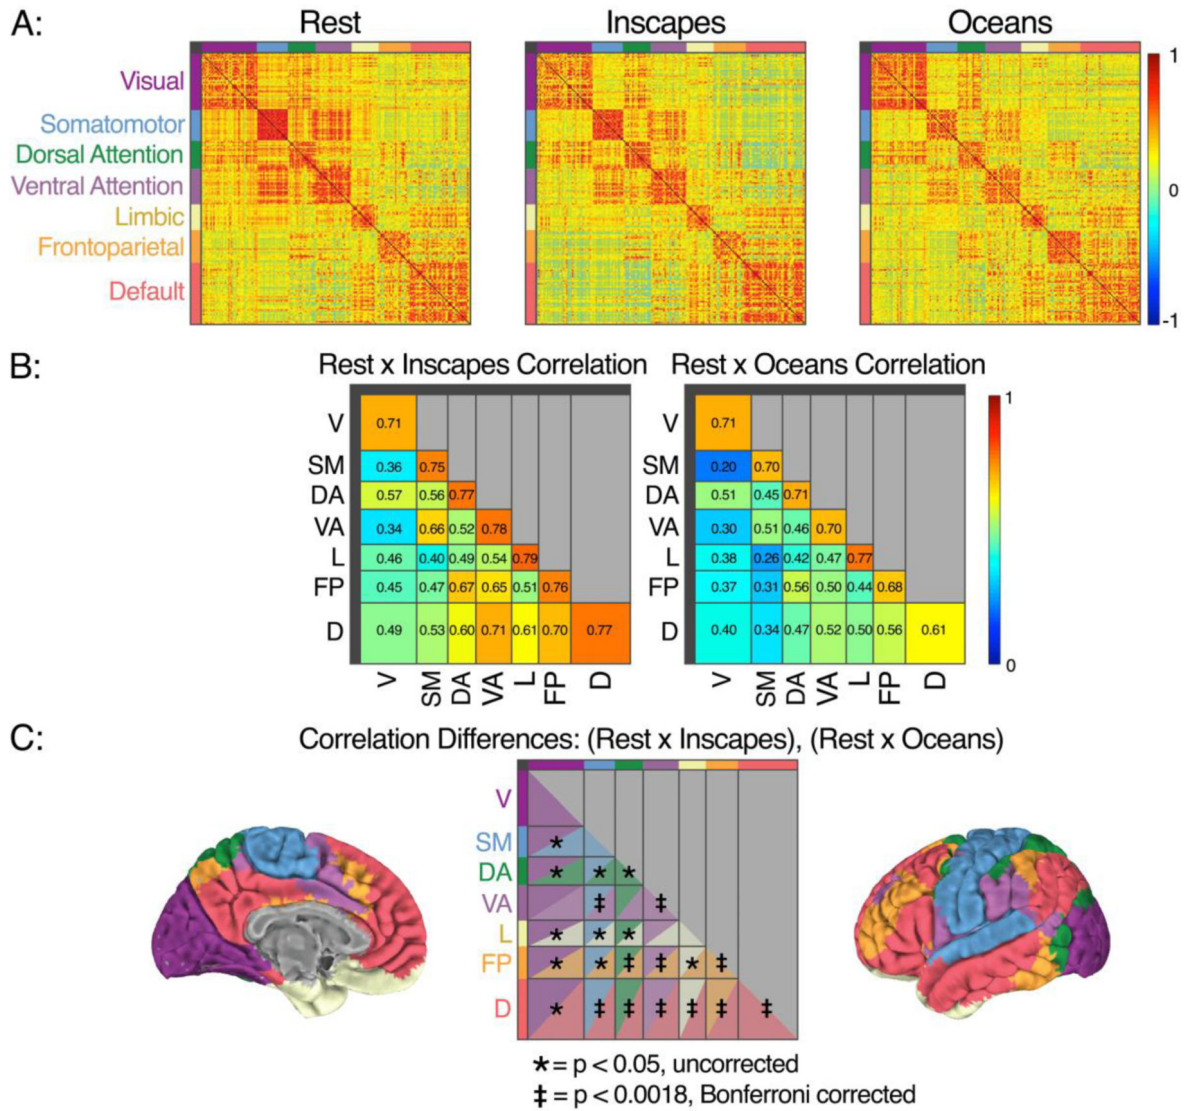 A:
Rest Inscapes Oceans
Visual
Somatomotor
Dorsal Attention
Ventral Attention
Limbic
Frontoparietal
Default
1
0
-1
B:
Rest x Inscapes Correlation
V 0.71
SM 0.36 0.75
DA 0.57 0.56 0.77
VA 0.34 0.66 0.52 0.78
L 0.46 0.40 0.49 0.54 0.79
FP 0.45 0.47 0.67 0.65 0.51 0.76
D 0.49 0.53 0.60 0.71 0.61 0.70 0.77
V SM DA VA L FP D
Rest x Oceans Correlation
V 0.71
SM 0.20 0.70
DA 0.51 0.45 0.71
VA 0.30 0.51 0.46 0.70
L 0.38 0.26 0.42 0.47 0.77
FP 0.37 0.31 0.56 0.50 0.44 0.68
D 0.40 0.34 0.47 0.52 0.50 0.56 0.61
V SM DA VA L FP D
1
0
C:
Correlation Differences: (Rest x Inscapes), (Rest x Oceans)
V
SM *
DA * * *
VA ‡ ‡
L * * *
FP * * ‡ ‡ * ‡
D * ‡ ‡ ‡ ‡ ‡ ‡
* = p < 0.05, uncorrected
‡ = p < 0.0018, Bonferroni corrected